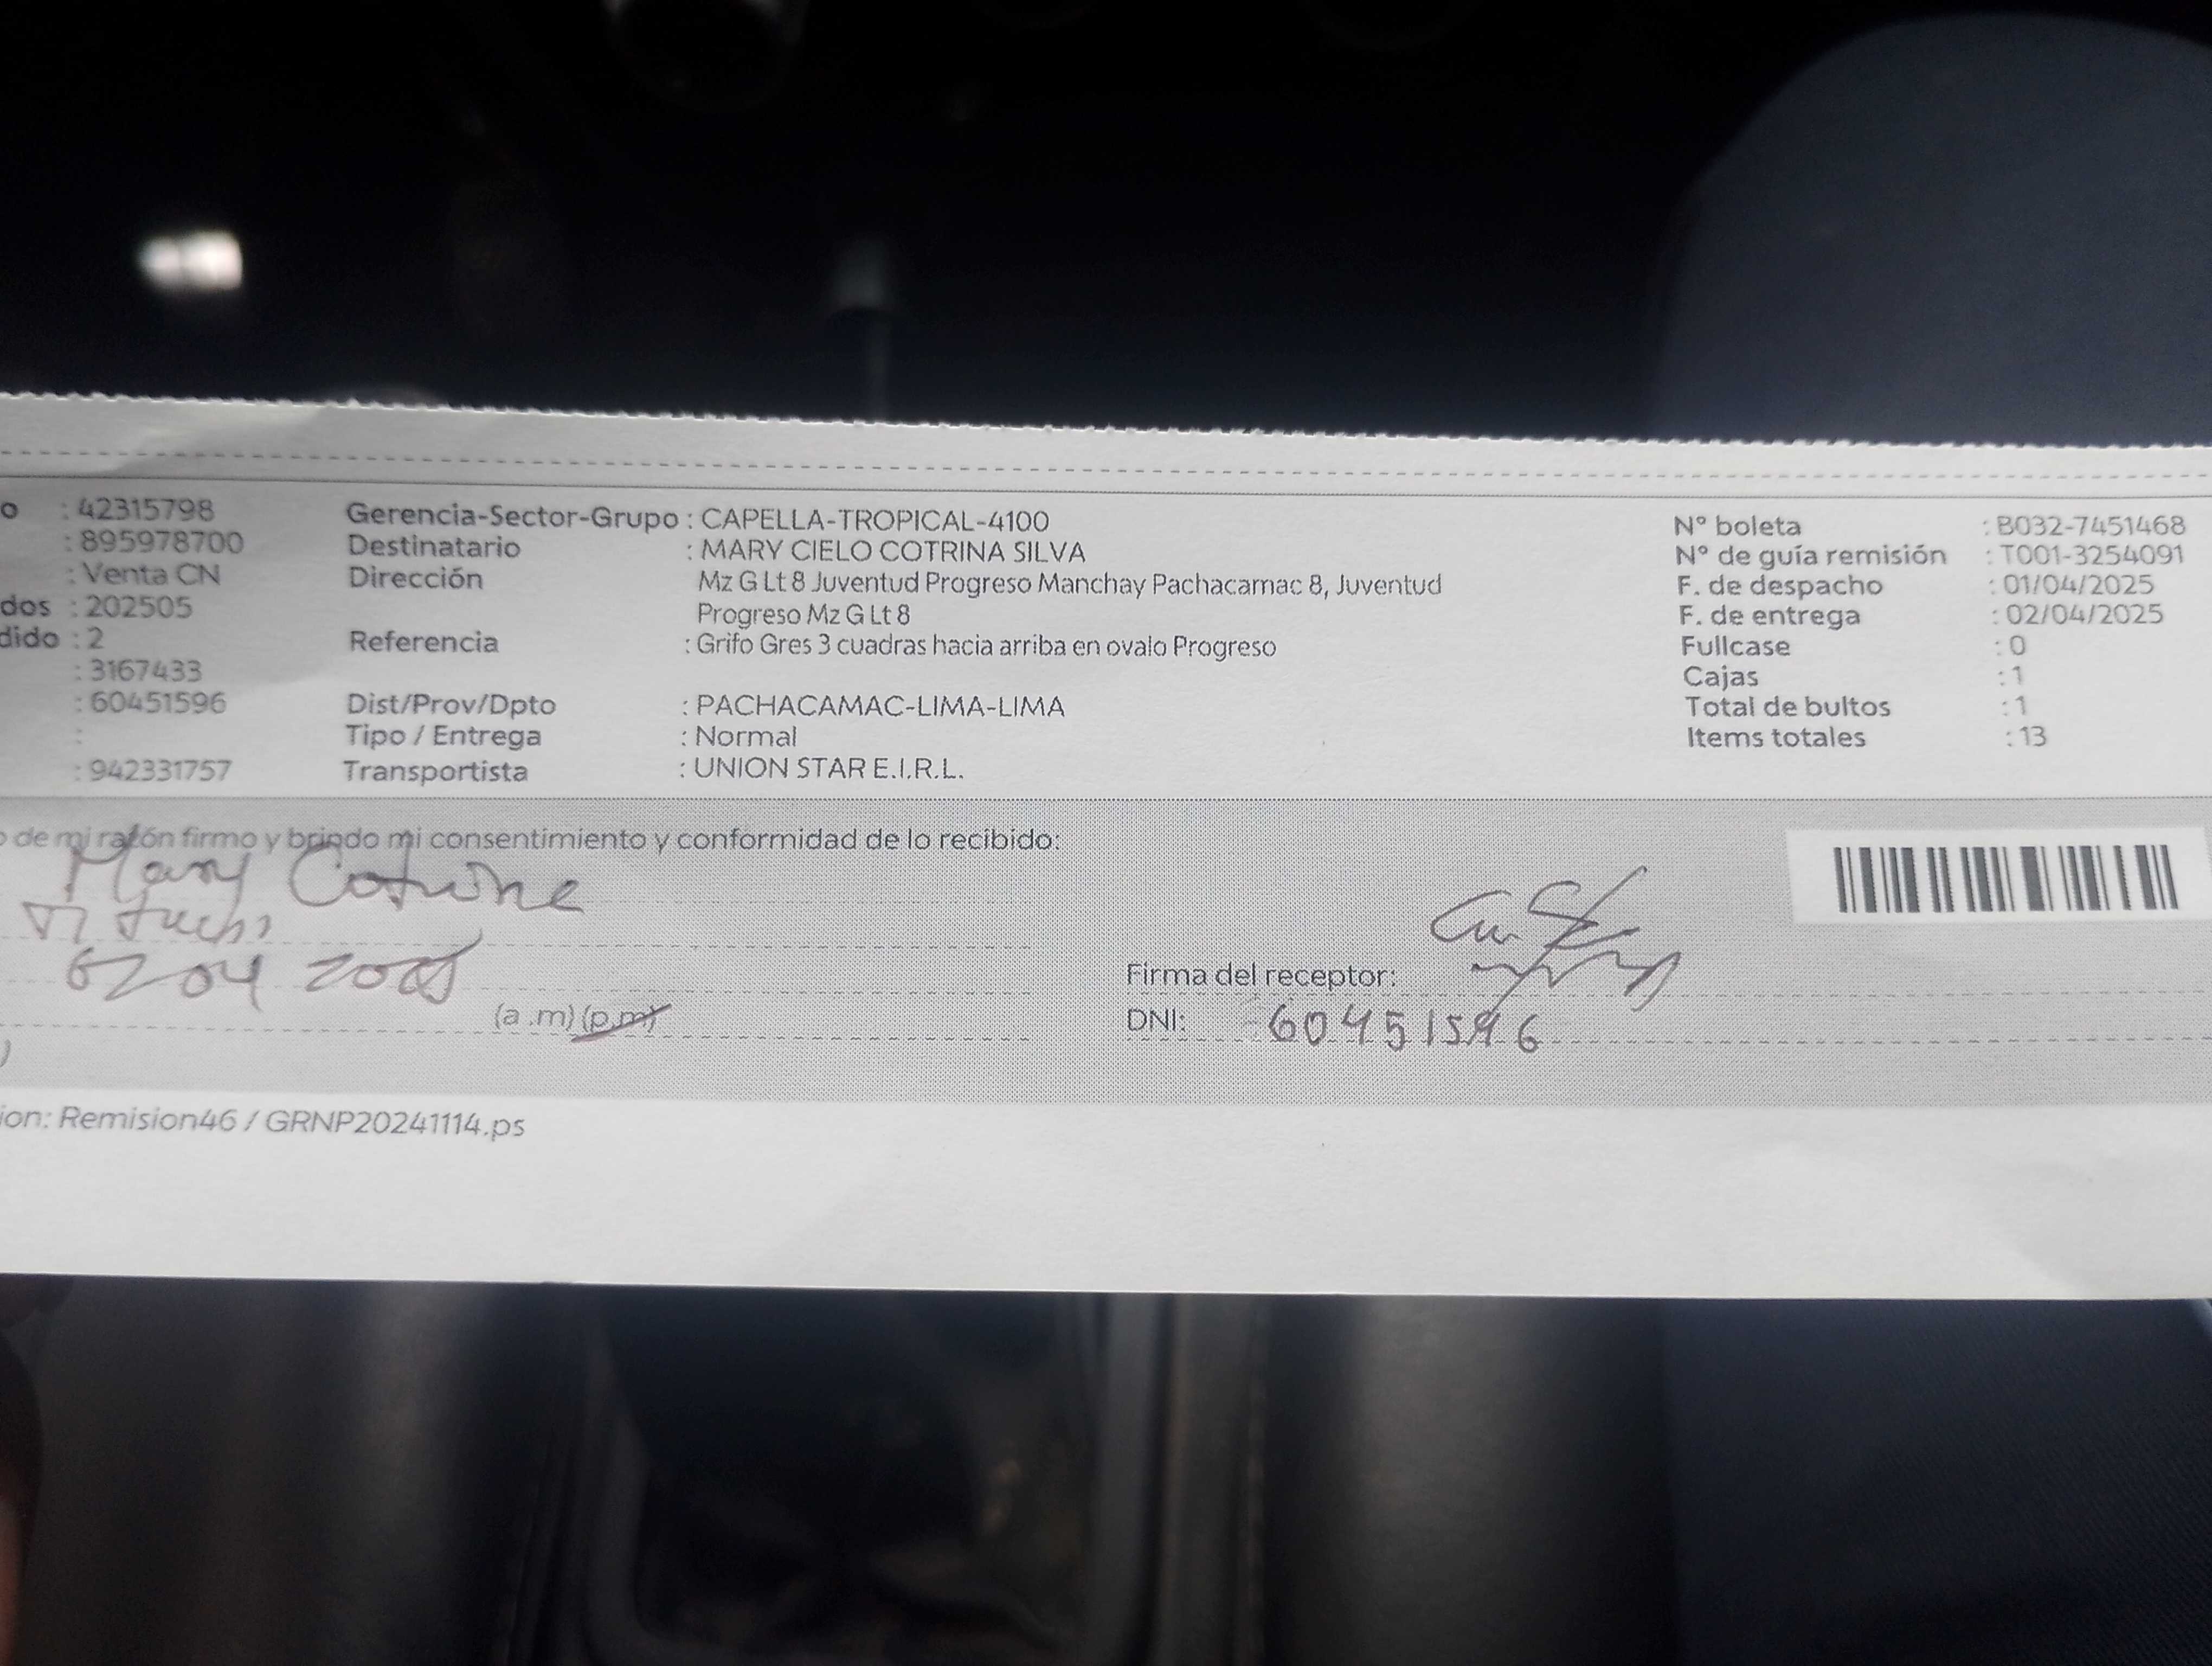 o : 42315798
: 895978700
: Venta CN
dos : 202505
dido : 2
: 3167433
: 60451596
:
: 942331757
Gerencia-Sector-Grupo : CAPELLA-TROPICAL-4100
Destinatario : MARY CIELO COTRINA SILVA
Dirección Mz G Lt 8 Juventud Progreso Manchay Pachacamac 8, Juventud
Progreso Mz G Lt 8
Referencia : Grifo Gres 3 cuadras hacia arriba en ovalo Progreso
Dist/Prov/Dpto : PACHACAMAC-LIMA-LIMA
Tipo / Entrega : Normal
Transportista : UNION STAR E.I.R.L.
N° boleta : B032-7451468
N° de guía remisión : T001-3254091
F. de despacho : 01/04/2025
F. de entrega : 02/04/2025
Fullcase : 0
Cajas : 1
Total de bultos : 1
Items totales : 13
o de mi razón firmo y brindo mi consentimiento y conformidad de lo recibido:
Mary Cotrina
02 04 2025
(a .m) (p.m)
)
Firma del receptor:
DNI: 60451596
ion: Remision46 / GRNP20241114.ps